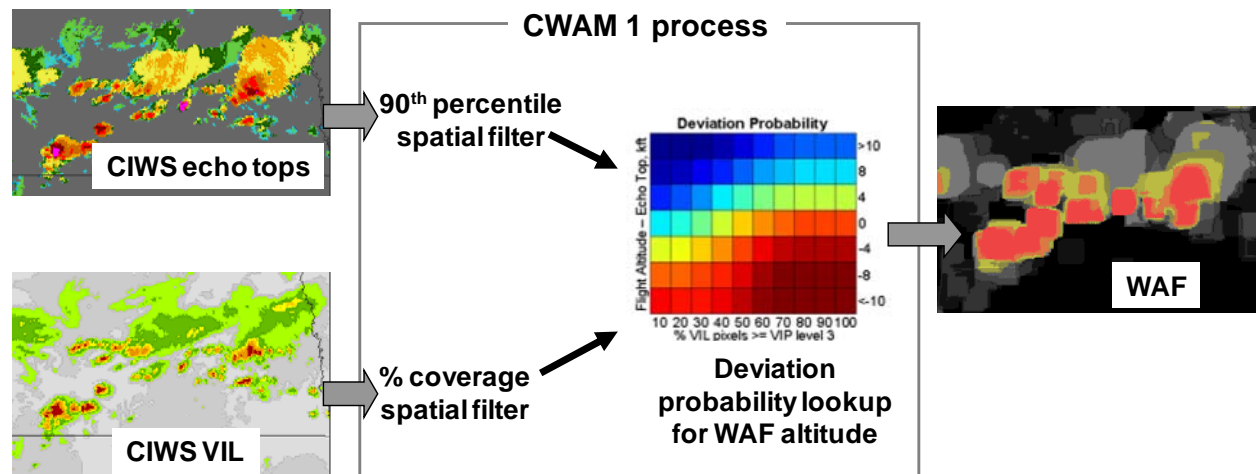 CWAM 1 process
CIWS echo tops
90th percentile
spatial filter
Deviation Probability
Flight Altitude – Echo Top, kft
>10
8
4
0
-4
-8
<-10
10 20 30 40 50 60 70 80 90 100
% VIL pixels >= VIP level 3
WAF
CIWS VIL
% coverage
spatial filter
Deviation
probability lookup
for WAF altitude